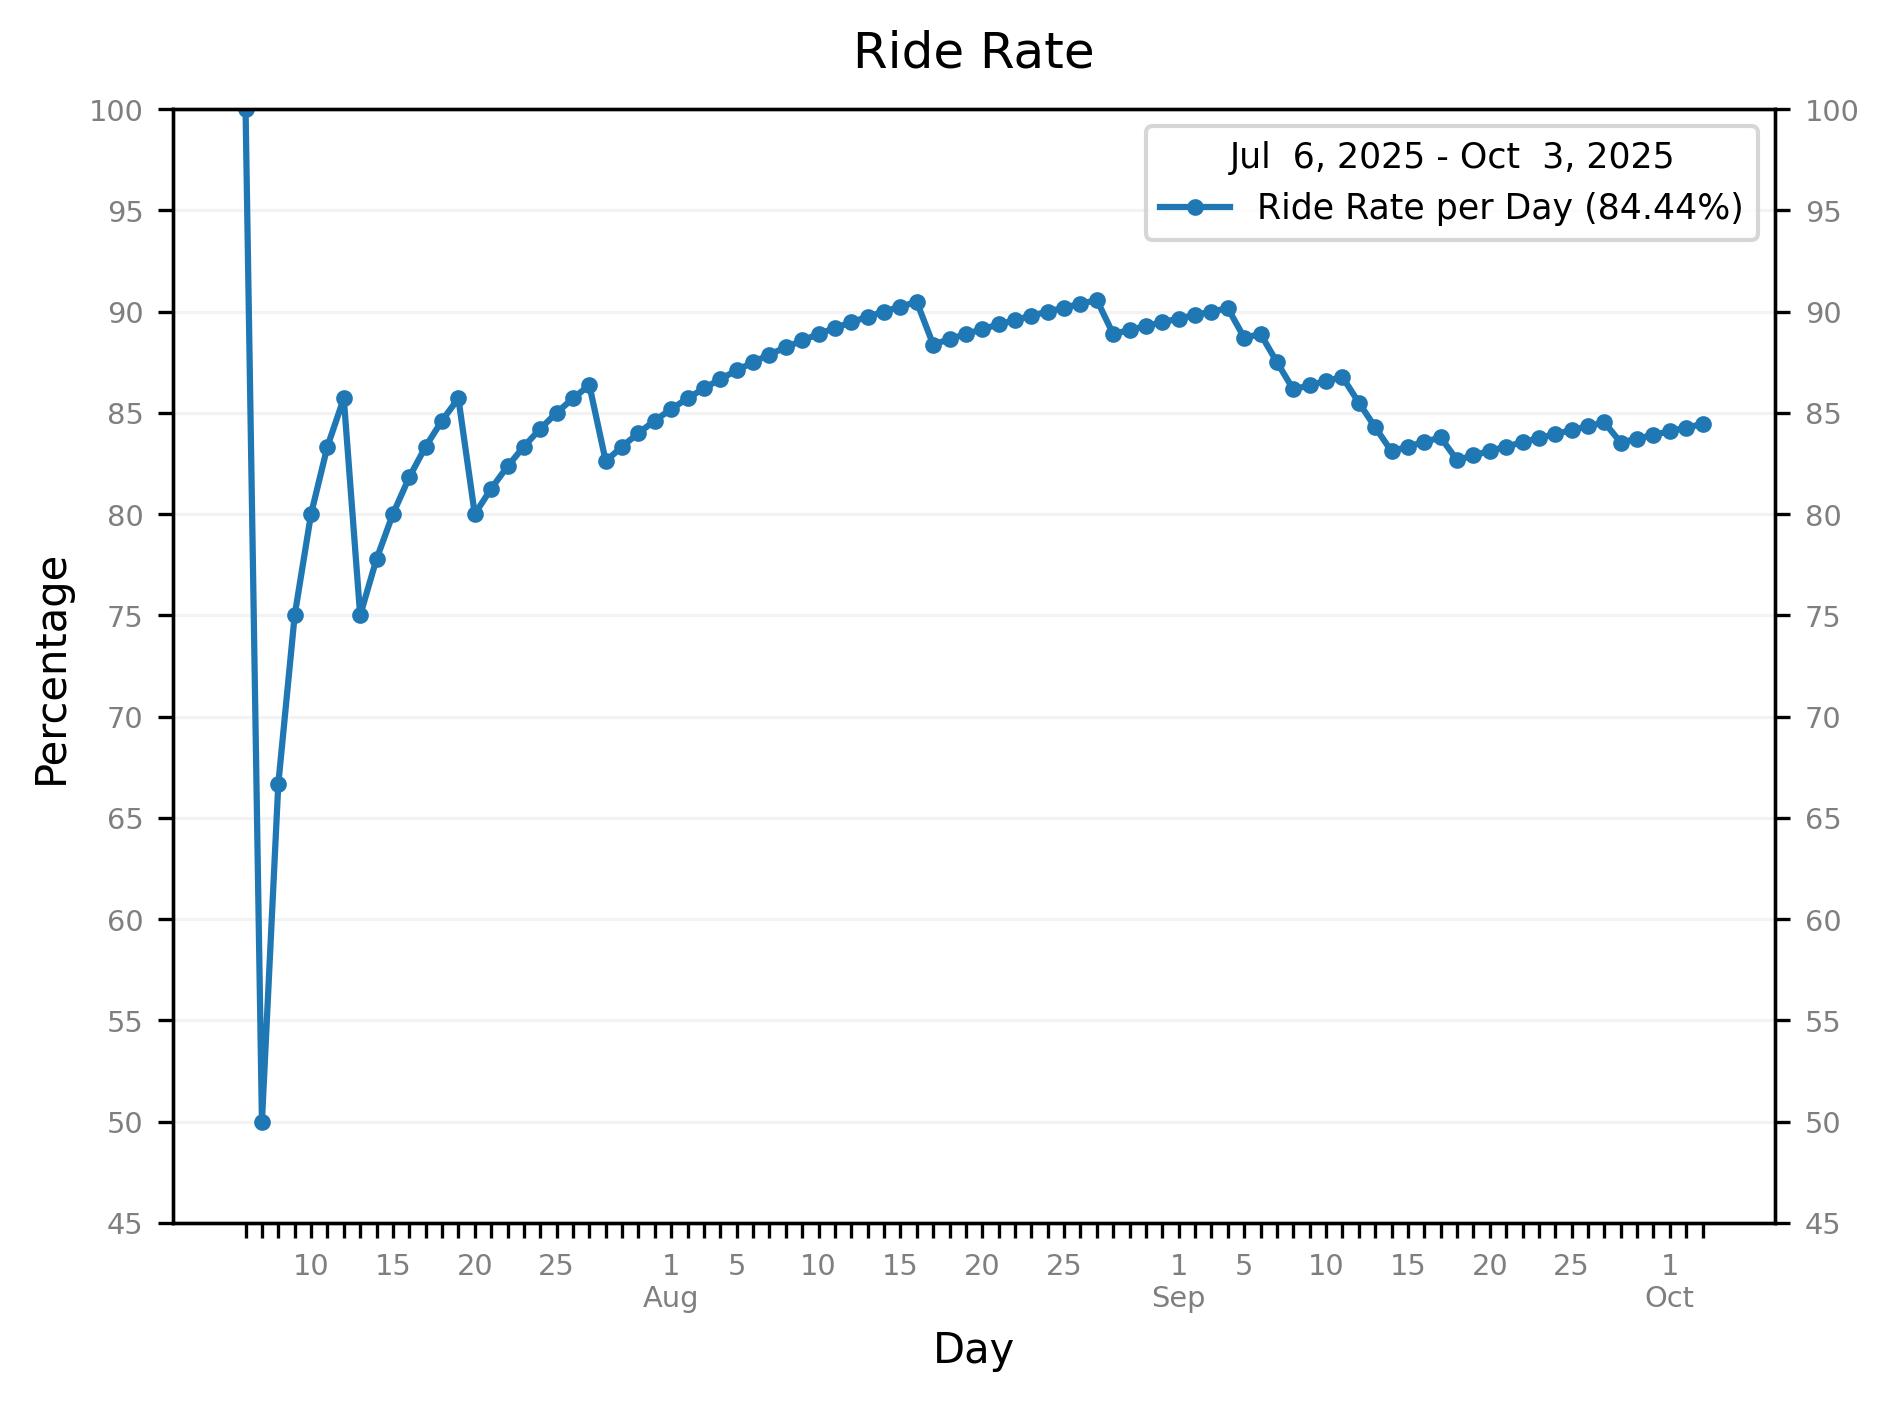 Ride Rate
Jul  6, 2025 - Oct  3, 2025
Ride Rate per Day (84.44%)
100 100
95 95
90 90
85 85
80 80
75 75
70 70
65 65
60 60
55 55
50 50
45 45
Percentage
10 15 20 25 1 5 10 15 20 25 1 5 10 15 20 25 1
Aug Sep Oct
Day